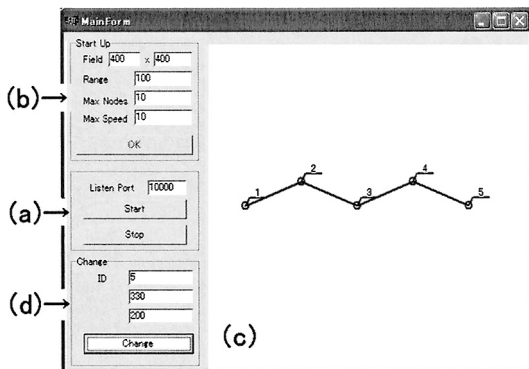 MainForm
Start Up
Field 400 x 400
Range 100
Max Nodes 10
Max Speed 10
OK
(b)
Listen Port 10000
Start
Stop
(a)
Change
ID 5
330
200
Change
(d)
1
2
3
4
5
(c)